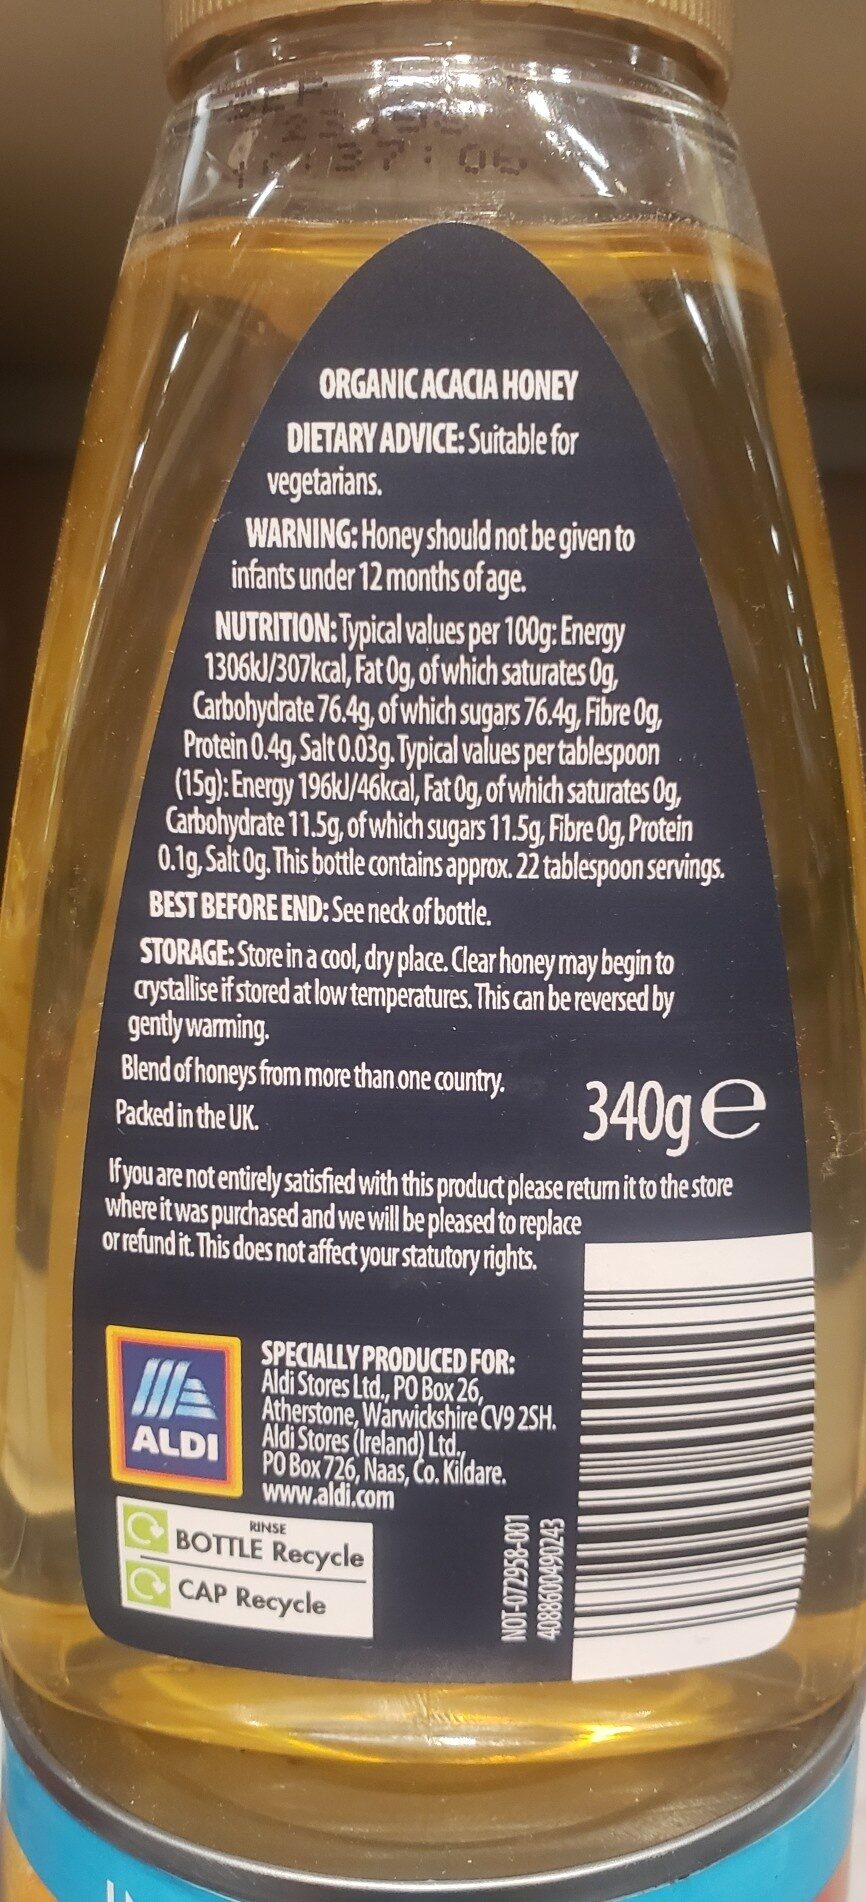 37:06
ORGANIC ACACIA HONEY
DIETARY ADVICE: Suitable for
vegetarians.
WARNING: Honey should not be given to
infants under 12 months of age.
NUTRITION: Typical values per 100g: Energy
1306kJ/307kcal, Fat 0g, of which saturates 0g,
Carbohydrate 76.4g, of which sugars 76.4g, Fibre 0g,
Protein 0.4g, Salt 0.03g. Typical values per tablespoon
(15g): Energy 196kJ/46kcal, Fat 0g, of which saturates 0g,
Carbohydrate 11.5g, of which sugars 11.5g, Fibre 0g, Protein
0.1g, Salt 0g. This bottle contains approx. 22 tablespoon servings.
BEST BEFORE END: See neck of bottle.
STORAGE: Store in a cool, dry place. Clear honey may begin to
crystallise if stored at low temperatures. This can be reversed by
gently warming.
Blend of honeys from more than one country.
Packed in the UK.
340g e
If you are not entirely satisfied with this product please return it to the store
where it was purchased and we will be pleased to replace
or refund it. This does not affect your statutory rights.
ALDI
SPECIALLY PRODUCED FOR:
Aldi Stores Ltd., PO Box 26,
Atherstone, Warwickshire CV9 2SH.
Aldi Stores (Ireland) Ltd.,
PO Box 726, Naas, Co. Kildare.
www.aldi.com
RINSE
BOTTLE Recycle
CAP Recycle
NOT-072958-001
4088600490243